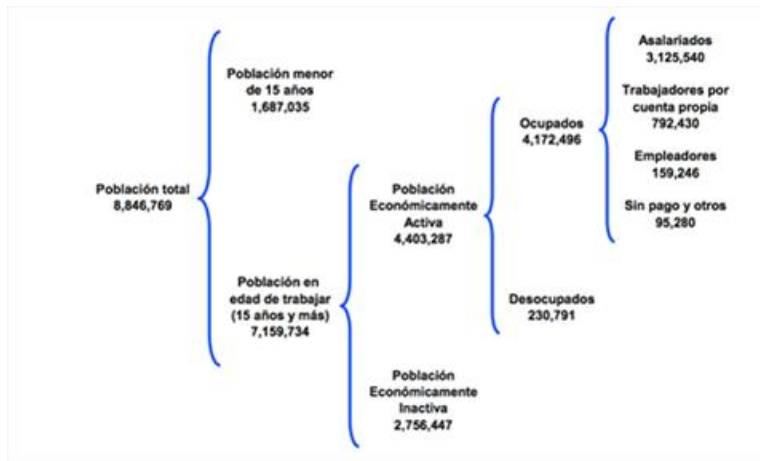 Población total
8,846,769
Población menor
de 15 años
1,687,035
Población en
edad de trabajar
(15 años y más)
7,159,734
Población
Económicamente
Activa
4,403,287
Población
Económicamente
Inactiva
2,756,447
Ocupados
4,172,496
Desocupados
230,791
Asalariados
3,125,540
Trabajadores por
cuenta propia
792,430
Empleadores
159,246
Sin pago y otros
95,280